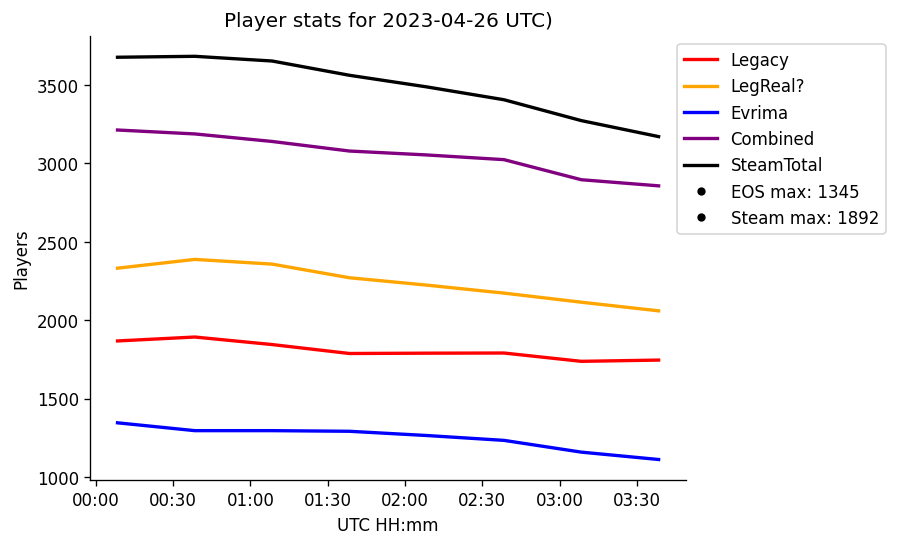 Player stats for 2023-04-26 UTC)
Legacy
LegReal?
Evrima
Combined
SteamTotal
EOS max: 1345
Steam max: 1892
Players
3500
3000
2500
2000
1500
1000
00:00 00:30 01:00 01:30 02:00 02:30 03:00 03:30
UTC HH:mm